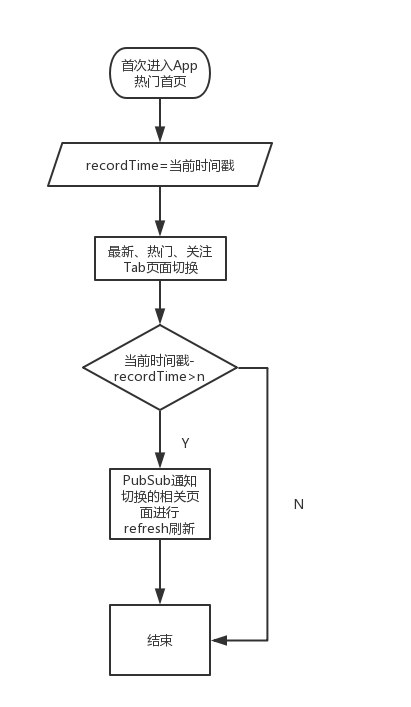 首次进入App
热门首页
recordTime=当前时间戳
最新、热门、关注
Tab页面切换
当前时间戳-
recordTime>n
Y
PubSub通知
切换的相关页
面进行
refresh刷新
N
结束